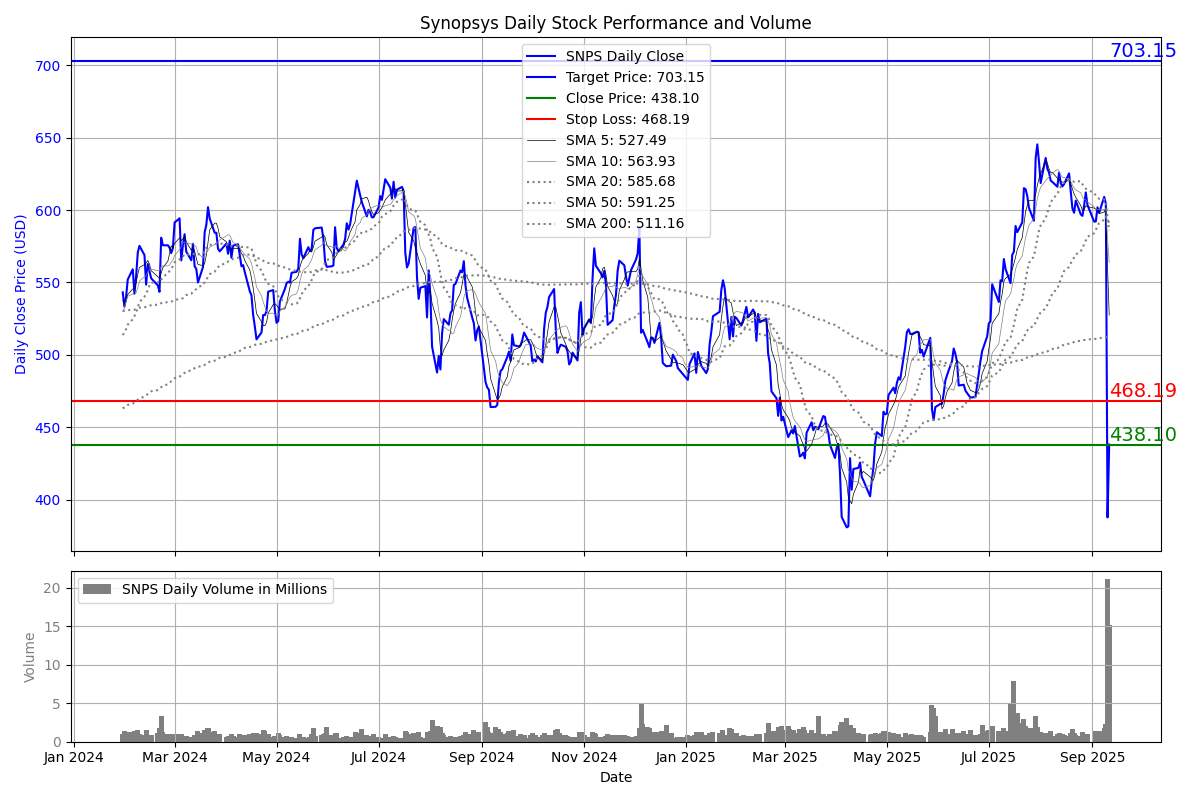 Synopsys Daily Stock Performance and Volume
703.15
SNPS Daily Close
Target Price: 703.15
Close Price: 438.10
Stop Loss: 468.19
SMA 5: 527.49
SMA 10: 563.93
SMA 20: 585.68
SMA 50: 591.25
SMA 200: 511.16
700
650
600
550
500
450
400
Daily Close Price (USD)
468.19
438.10
SNPS Daily Volume in Millions
20
15
10
5
0
Volume
Jan 2024 Mar 2024 May 2024 Jul 2024 Sep 2024 Nov 2024 Jan 2025 Mar 2025 May 2025 Jul 2025 Sep 2025
Date